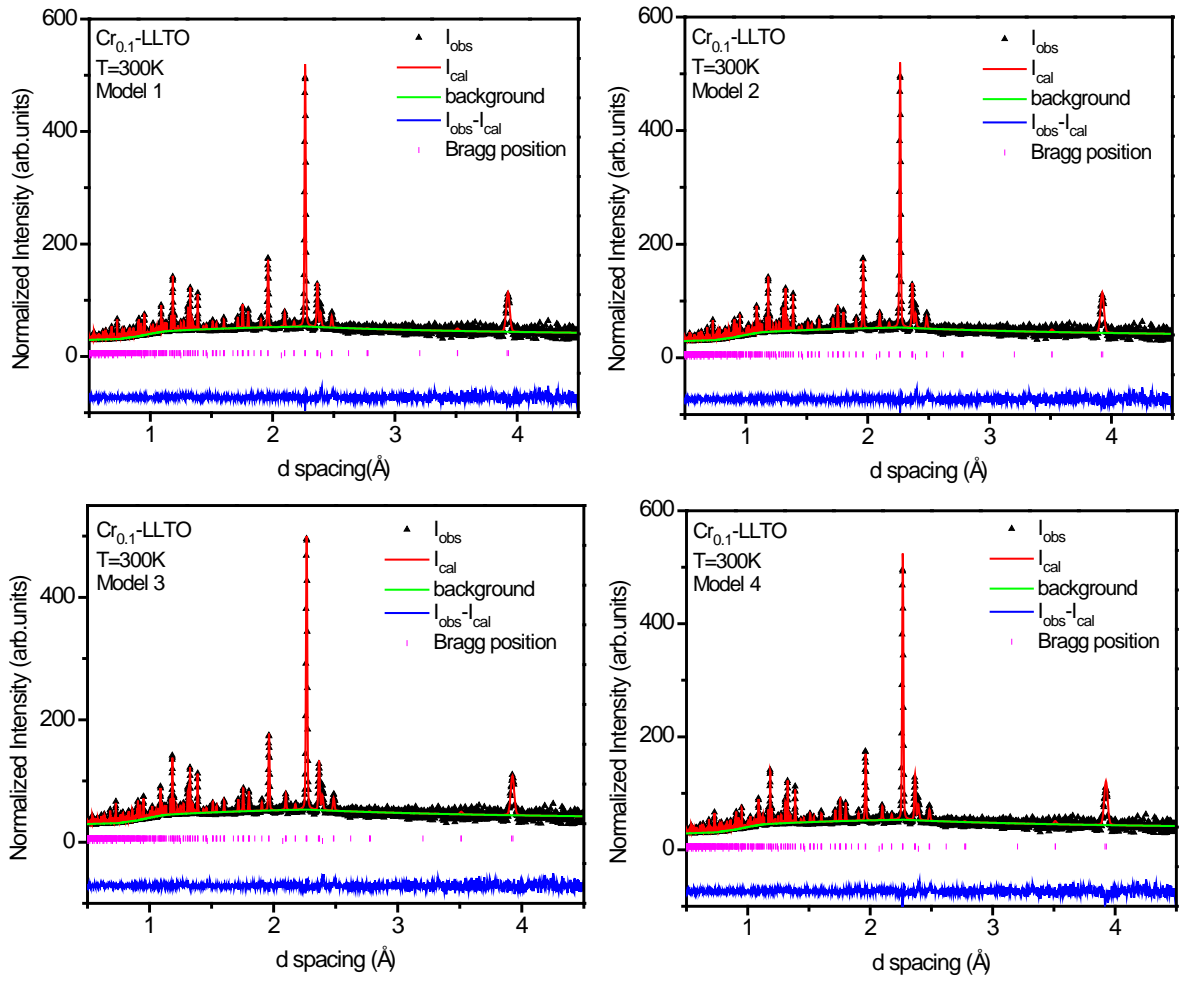 600
400
200
0
Normalized Intensity (arb.units)
Cr0.1-LLTO
T=300K
Model 1
Iobs
Ical
background
Iobs-Ical
Bragg position
1 2 3 4
d spacing(Å)
600
400
200
0
Normalized Intensity (arb.units)
Cr0.1-LLTO
T=300K
Model 2
Iobs
Ical
background
Iobs-Ical
Bragg position
1 2 3 4
d spacing (Å)
400
200
0
Normalized Intensity (arb.units)
Cr0.1-LLTO
T=300K
Model 3
Iobs
Ical
background
Iobs-Ical
Bragg position
1 2 3 4
d spacing (Å)
600
400
200
0
Normalized Intensity (arb.units)
Cr0.1-LLTO
T=300K
Model 4
Iobs
Ical
background
Iobs-Ical
Bragg position
1 2 3 4
d spacing (Å)